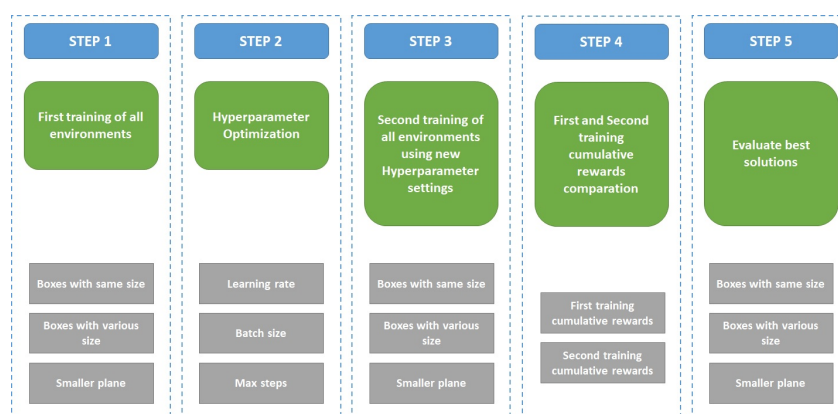 STEP 1
First training of all
environments
Boxes with same size
Boxes with various
size
Smaller plane
STEP 2
Hyperparameter
Optimization
Learning rate
Batch size
Max steps
STEP 3
Second training of
all environments
using new
Hyperparameter
settings
Boxes with same size
Boxes with various
size
Smaller plane
STEP 4
First and Second
training
cumulative
rewards
comparation
First training
cumulative rewards
Second training
cumulative rewards
STEP 5
Evaluate best
solutions
Boxes with same size
Boxes with various
size
Smaller plane